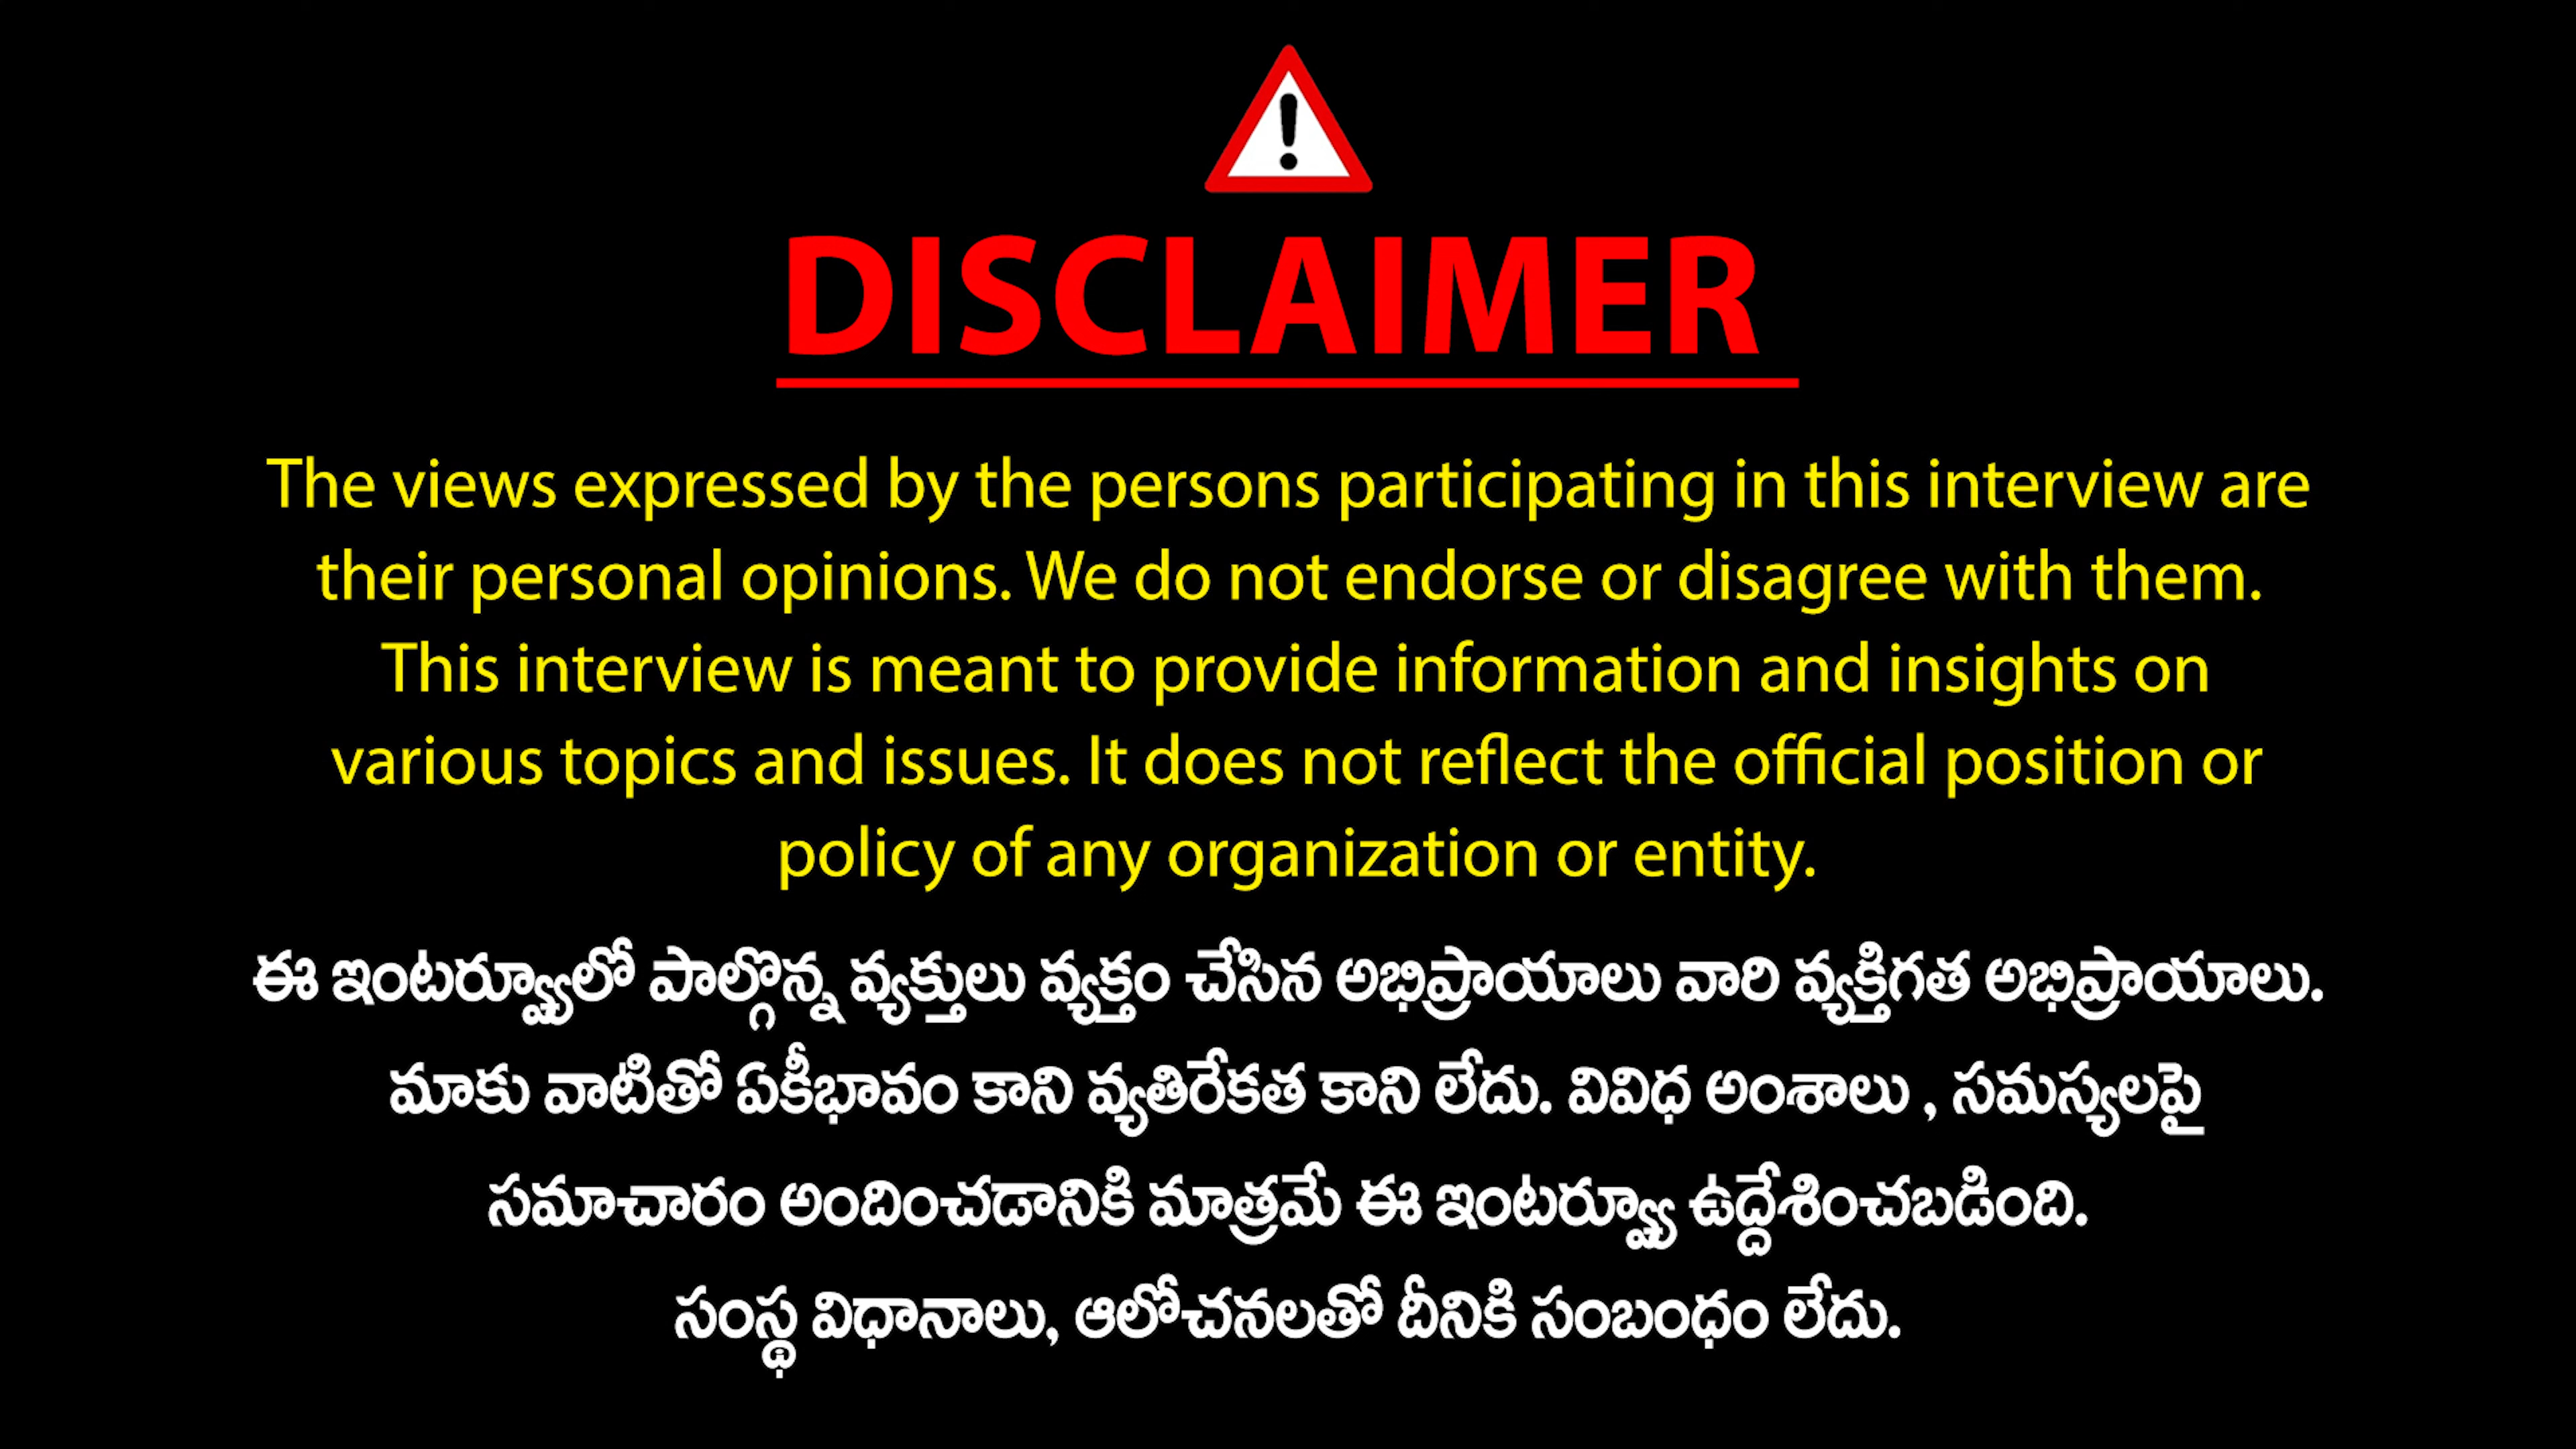 DISCLAIMER
The views expressed by the persons participating in this interview are
their personal opinions. We do not endorse or disagree with them.
This interview is meant to provide information and insights on
various topics and issues. It does not reflect the official position or
policy of any organization or entity.
ఈ ఇంటర్వ్యూలో పాల్గొన్న వ్యక్తులు వ్యక్తం చేసిన అభిప్రాయాలు వారి వ్యక్తిగత అభిప్రాయాలు.
మాకు వాటితో ఏకీభావం కాని వ్యతిరేకత కాని లేదు. వివిధ అంశాలు , సమస్యలపై
సమాచారం అందించడానికి మాత్రమే ఈ ఇంటర్వ్యూ ఉద్దేశించబడింది.
సంస్థ విధానాలు, ఆలోచనలతో దీనికి సంబంధం లేదు.